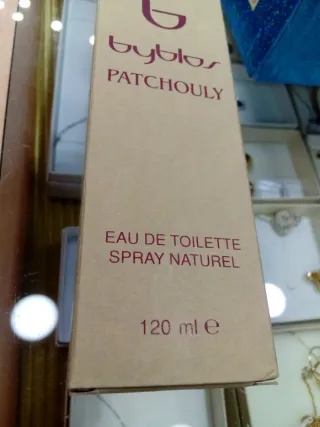 byblos
PATCHOULY
EAU DE TOILETTE
SPRAY NATUREL
120 ml ℮